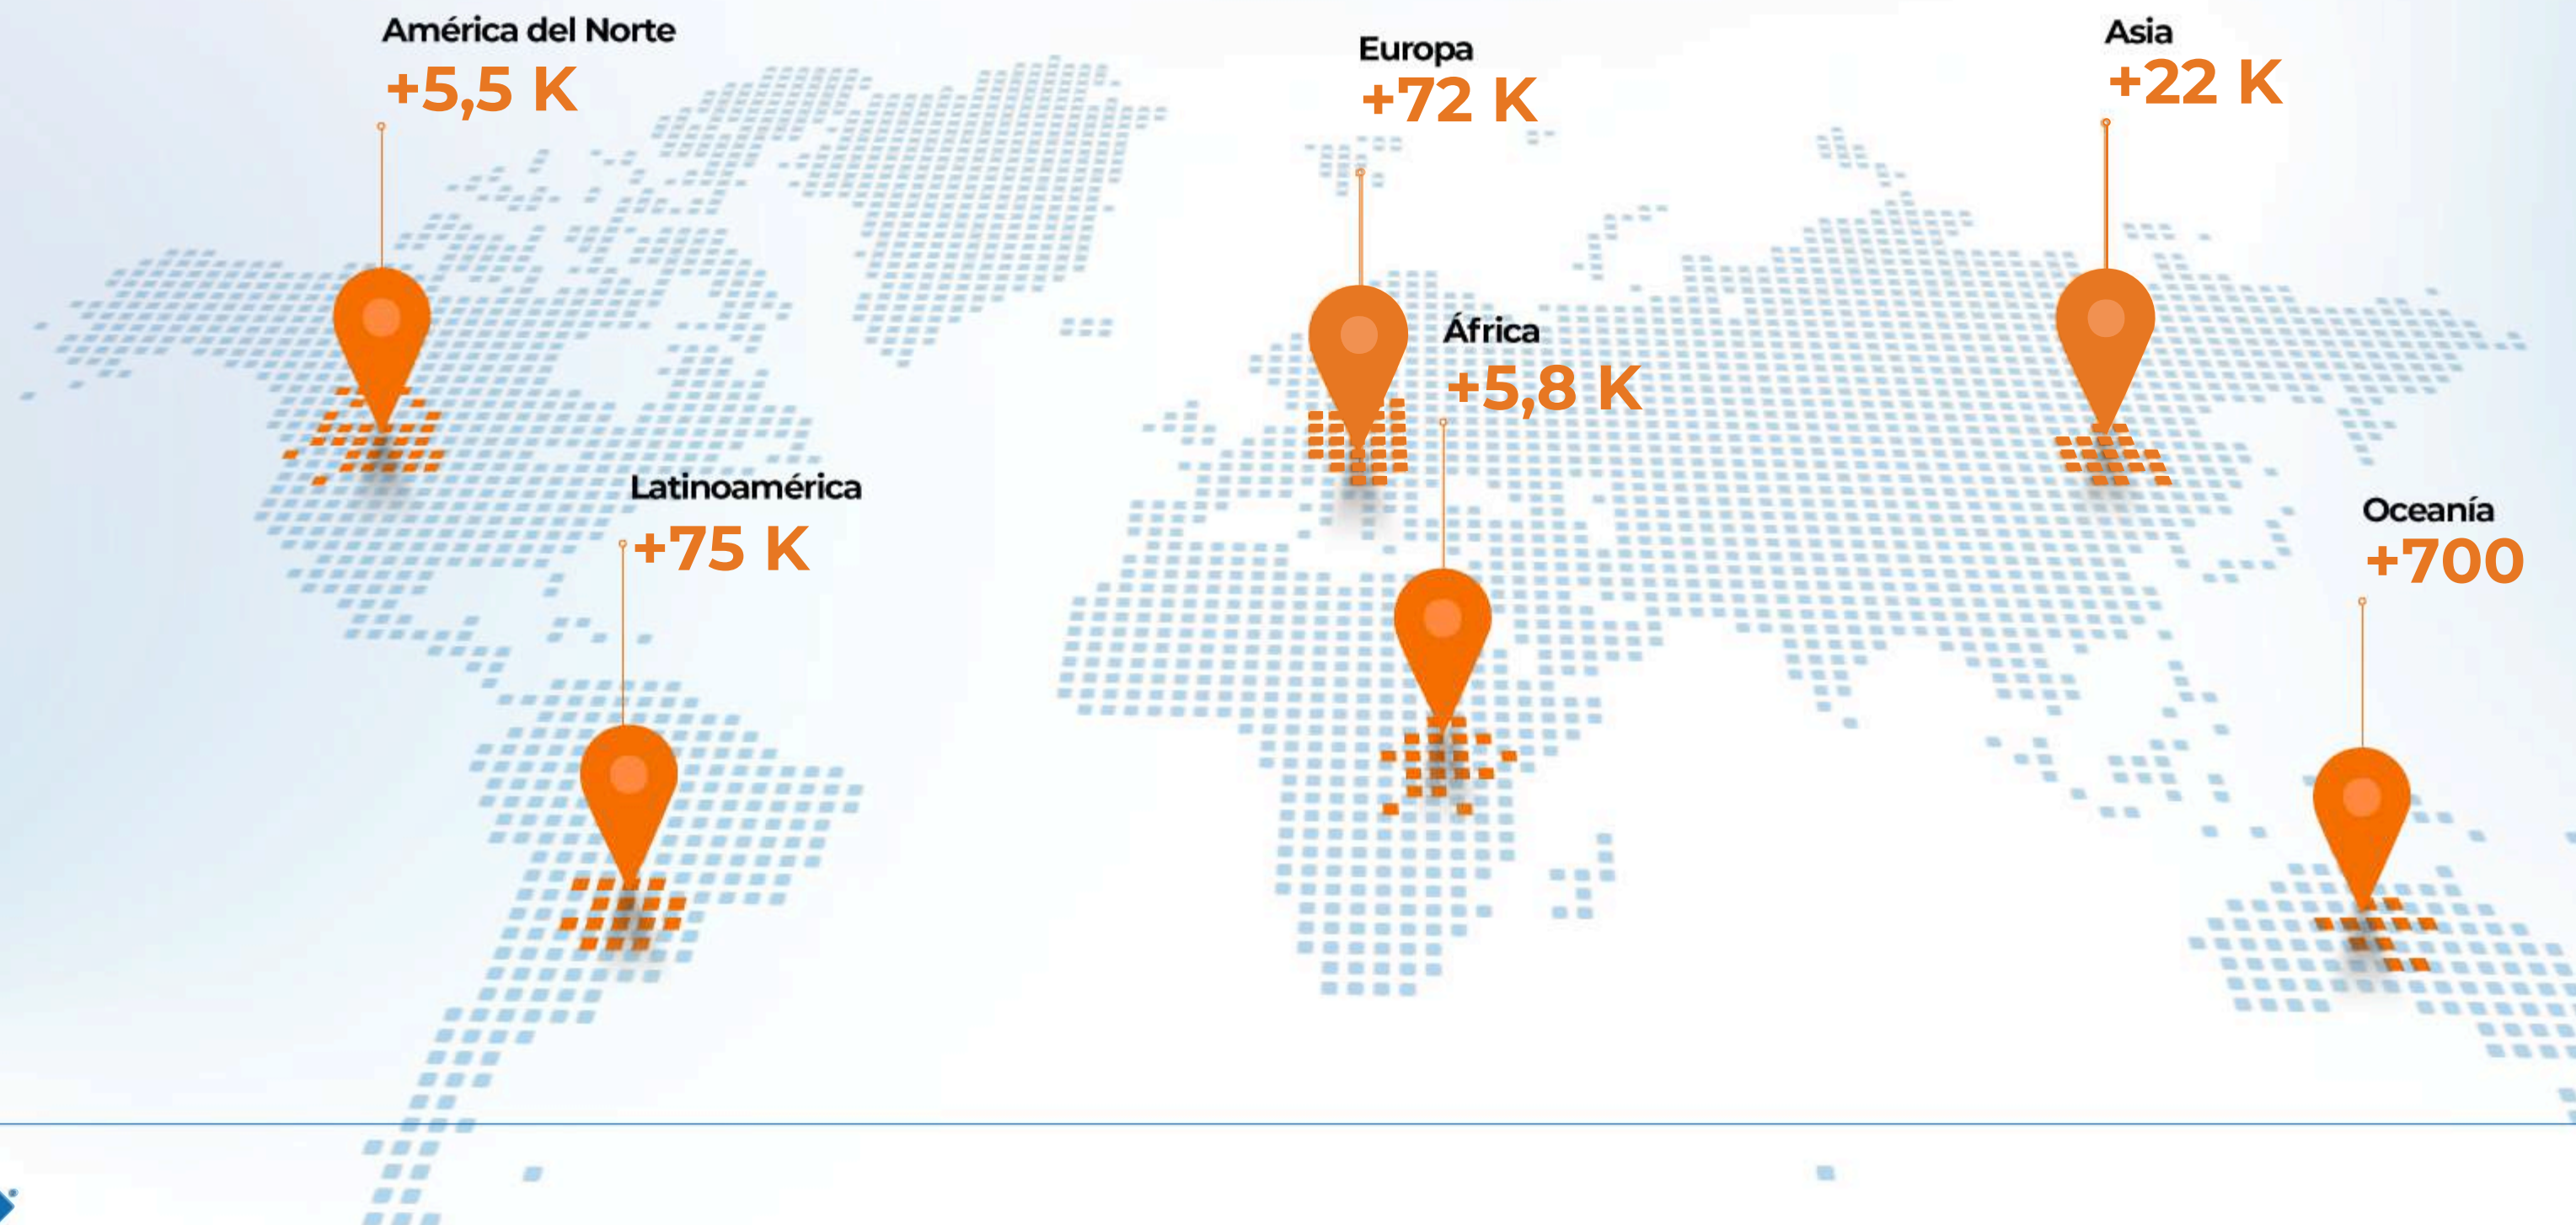 América del Norte
+5,5 K
Europa
+72 K
Asia
+22 K
África
+5,8 K
Latinoamérica
+75 K
Oceanía
+700